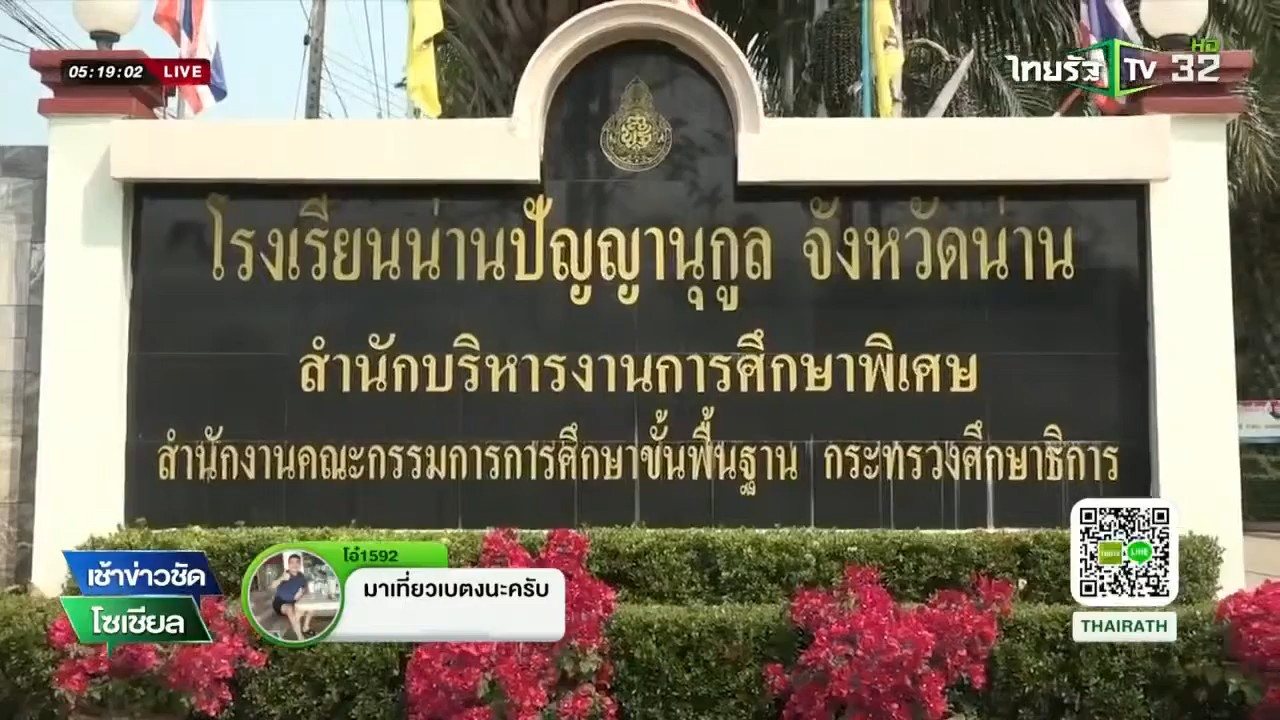 05:19:02 LIVE
ไทยรัฐ TV 32 HD
โรงเรียนน่านปัญญานุกูล จังหวัดน่าน
สำนักบริหารงานการศึกษาพิเศษ
สำนักงานคณะกรรมการการศึกษาขั้นพื้นฐาน กระทรวงศึกษาธิการ
เช้าข่าวชัด
โซเชียล
โอ๋1592
มาเที่ยวเบตงนะครับ
LINE
THAIRATH